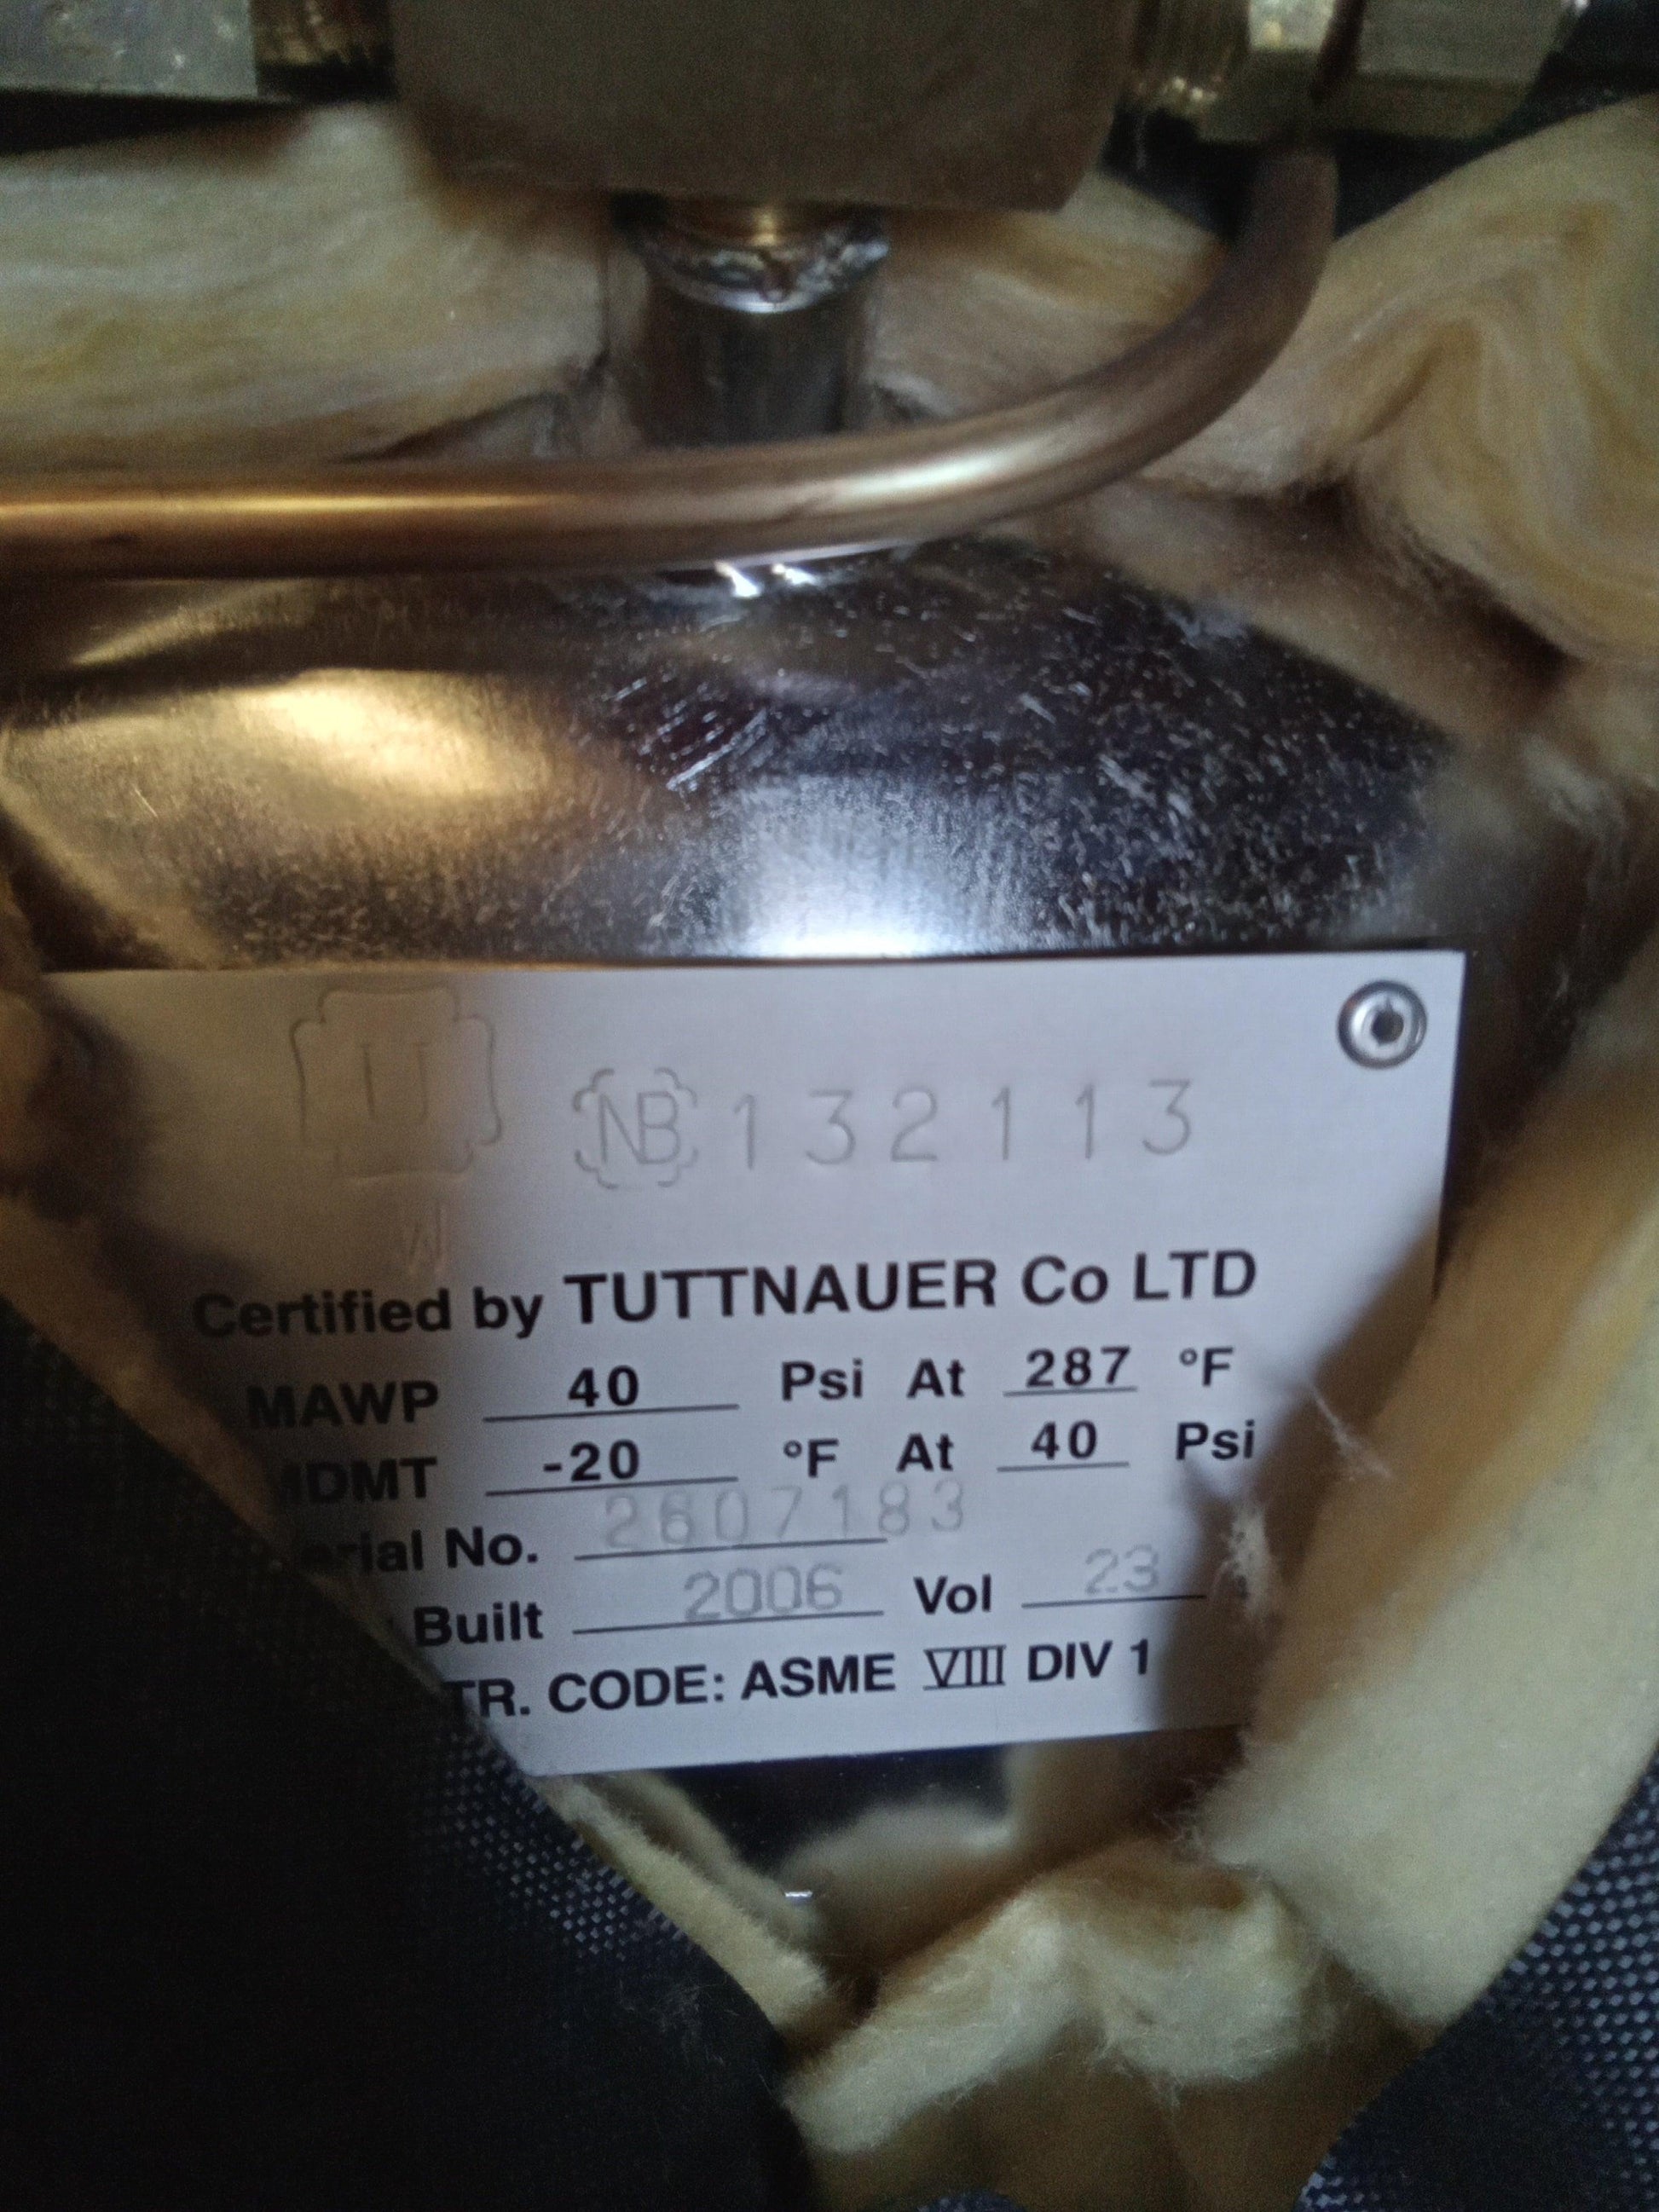 U
NB 132113
W
Certified by TUTTNAUER Co LTD
MAWP 40 Psi At 287 °F
MDMT -20 °F At 40 Psi
erial No. 2607183
Built 2006 Vol 23
TR. CODE: ASME VIII DIV 1